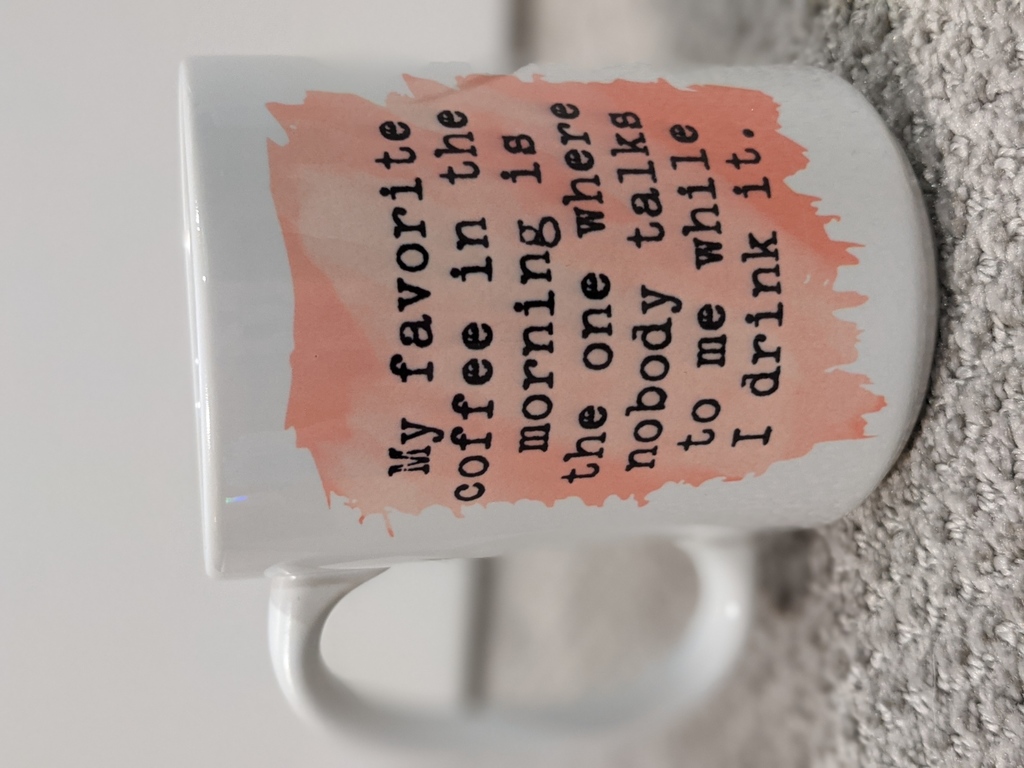 My favorite
coffee in the
morning is
the one where
nobody talks
to me while
I drink it.